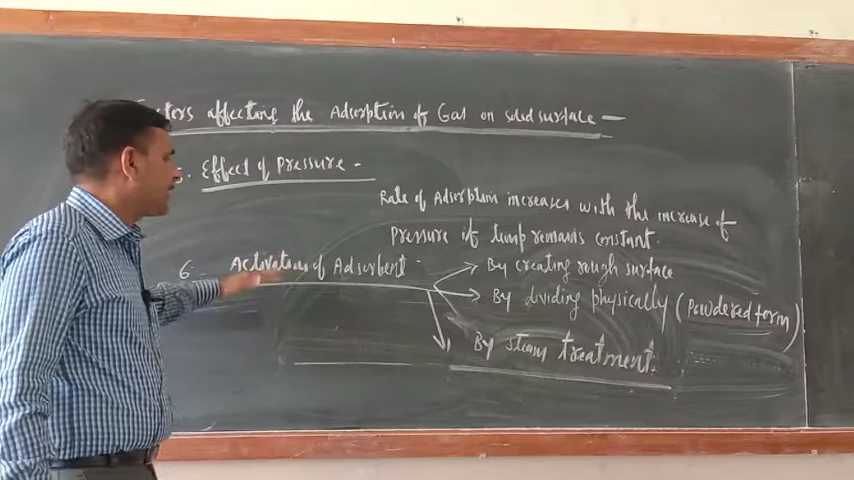 Factors affecting the Adsorption of Gas on solid surface -
5. Effect of Pressure -
Rate of Adsorption increases with the increase of
Pressure if temp remains constant.
6 - Activation of Adsorbent -
By creating rough surface
By dividing physically (Powdered form)
By steam treatment.